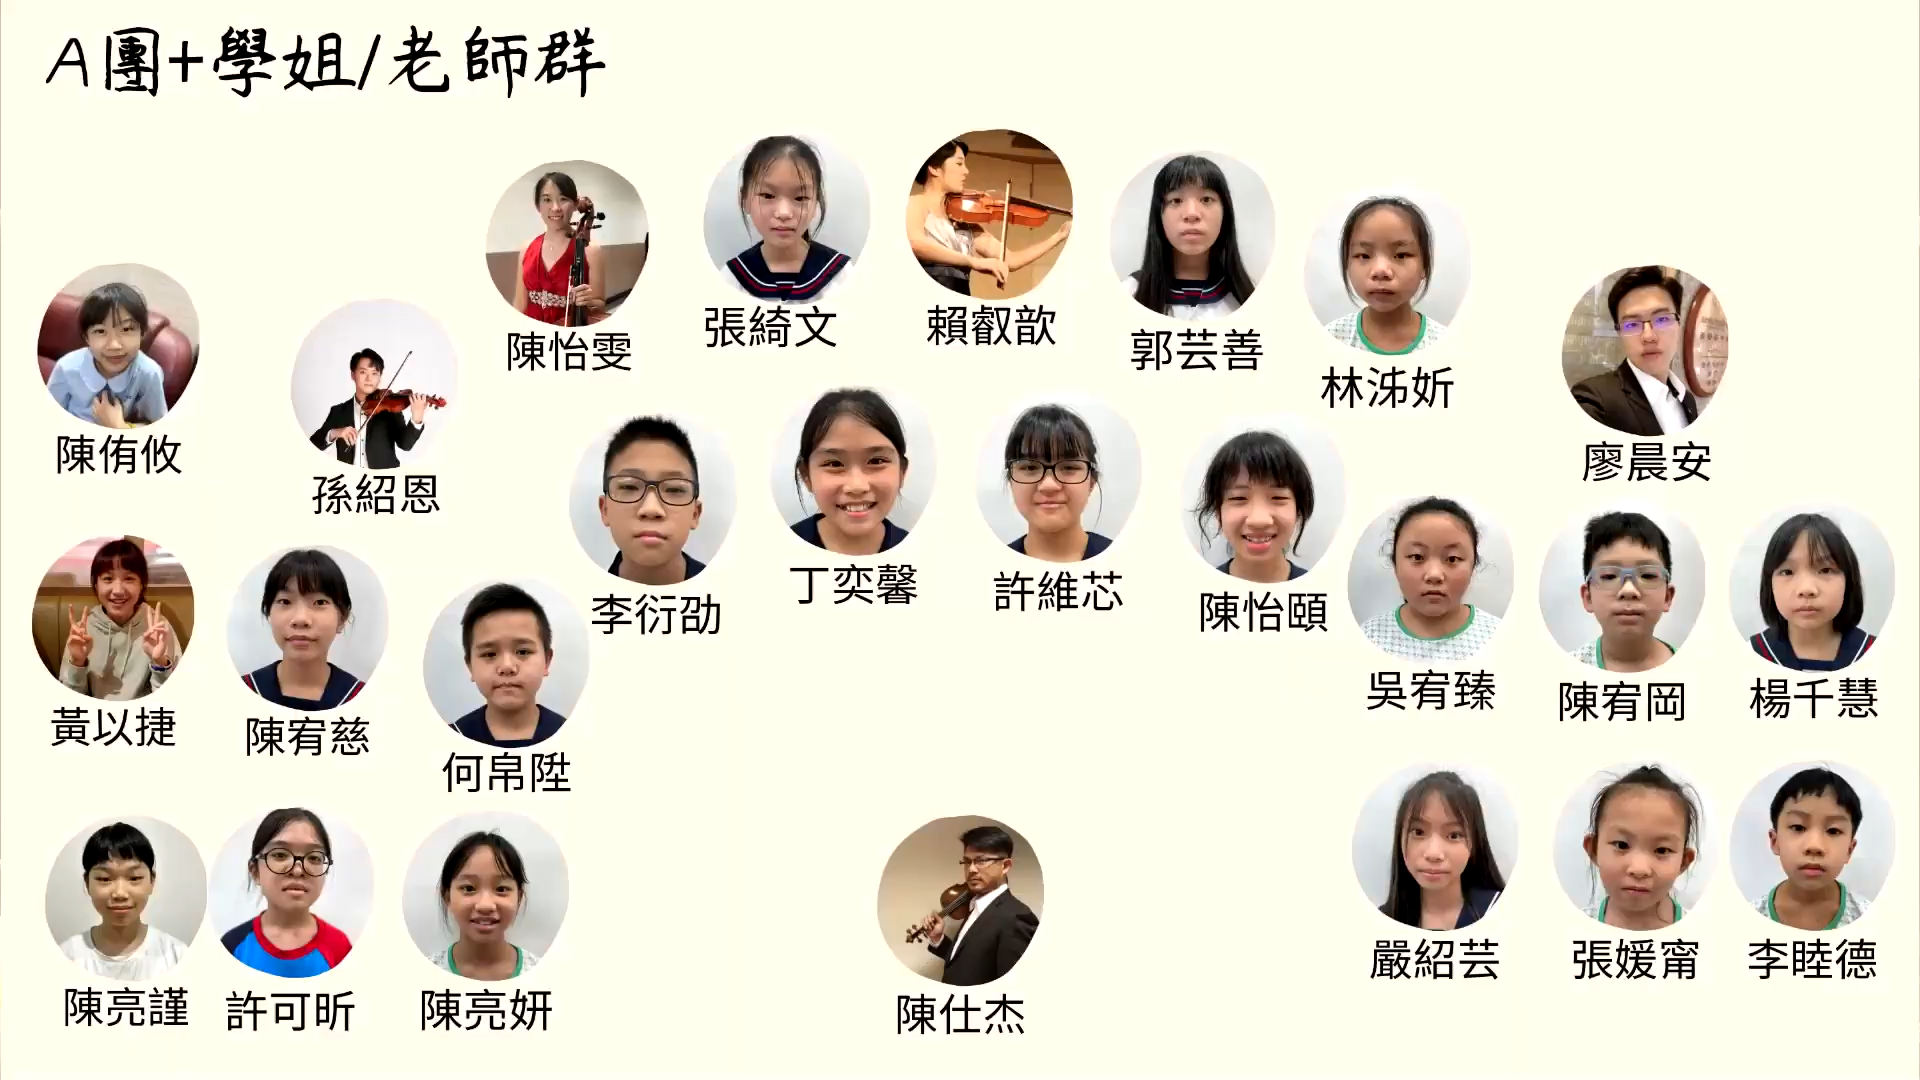 A團+學姐/老師群
陳怡雯
張綺文
賴叡歆
郭芸善
林泲妡
陳侑攸
孫紹恩
廖晨安
李衍劭
丁奕馨
許維芯
陳怡頤
黃以捷
陳宥慈
何帛陞
吳宥臻
陳宥岡
楊千慧
陳亮謹
許可昕
陳亮妍
陳仕杰
嚴紹芸
張媛甯
李睦德